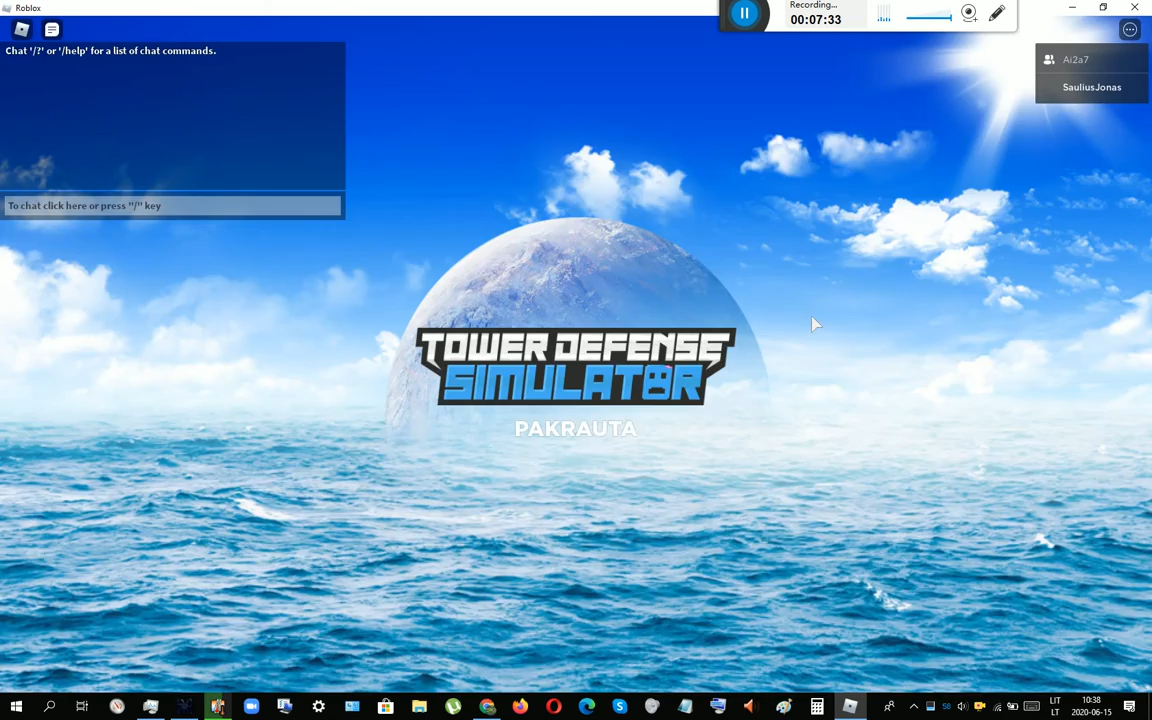 Roblox
Recording...
00:07:33
Chat '/?' or '/help' for a list of chat commands.
Ai2a7
SauliusJonas
To chat click here or press "/" key
TOWER DEFENSE
SIMULATOR
PAKRAUTA
58
LIT
LT
10:38
2020-06-15